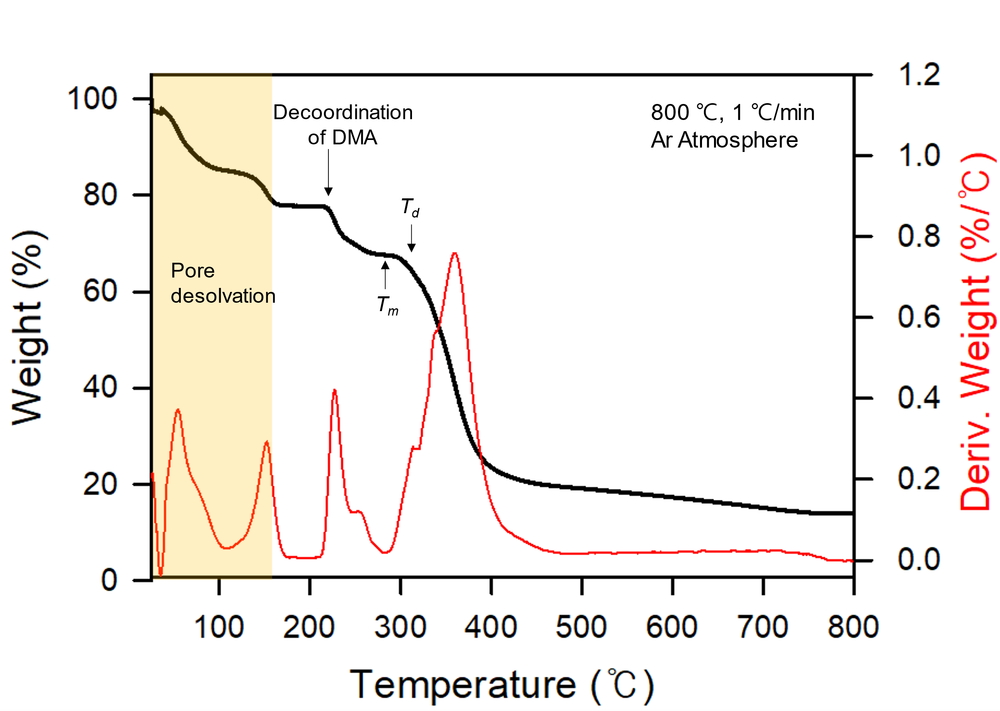 Weight (%)
100
80
60
40
20
0
Pore
desolvation
Decoordination
of DMA
T_d
T_m
800 ℃, 1 ℃/min
Ar Atmosphere
1.2
1.0
0.8
0.6
0.4
0.2
0.0
Deriv. Weight (%/℃)
100 200 300 400 500 600 700 800
Temperature (℃)